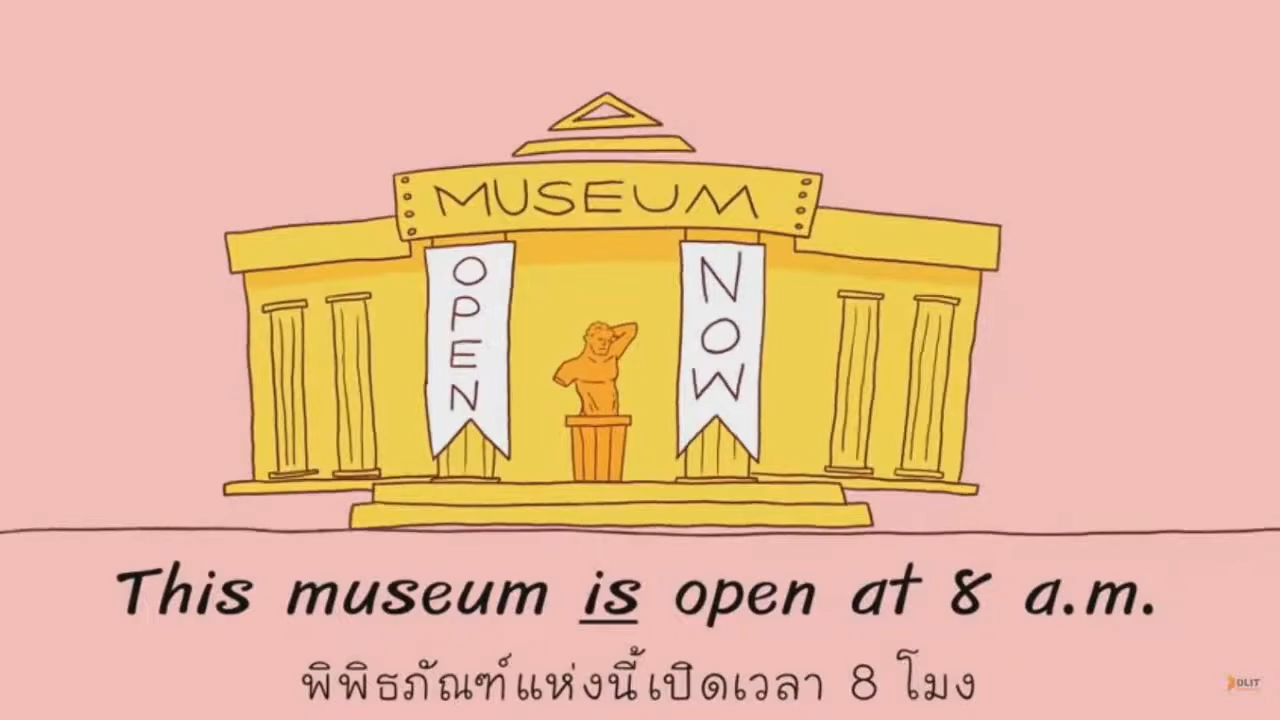 MUSEUM
OPEN
NOW
This museum is open at 8 a.m.
พิพิธภัณฑ์แห่งนี้เปิดเวลา 8 โมง
DLIT